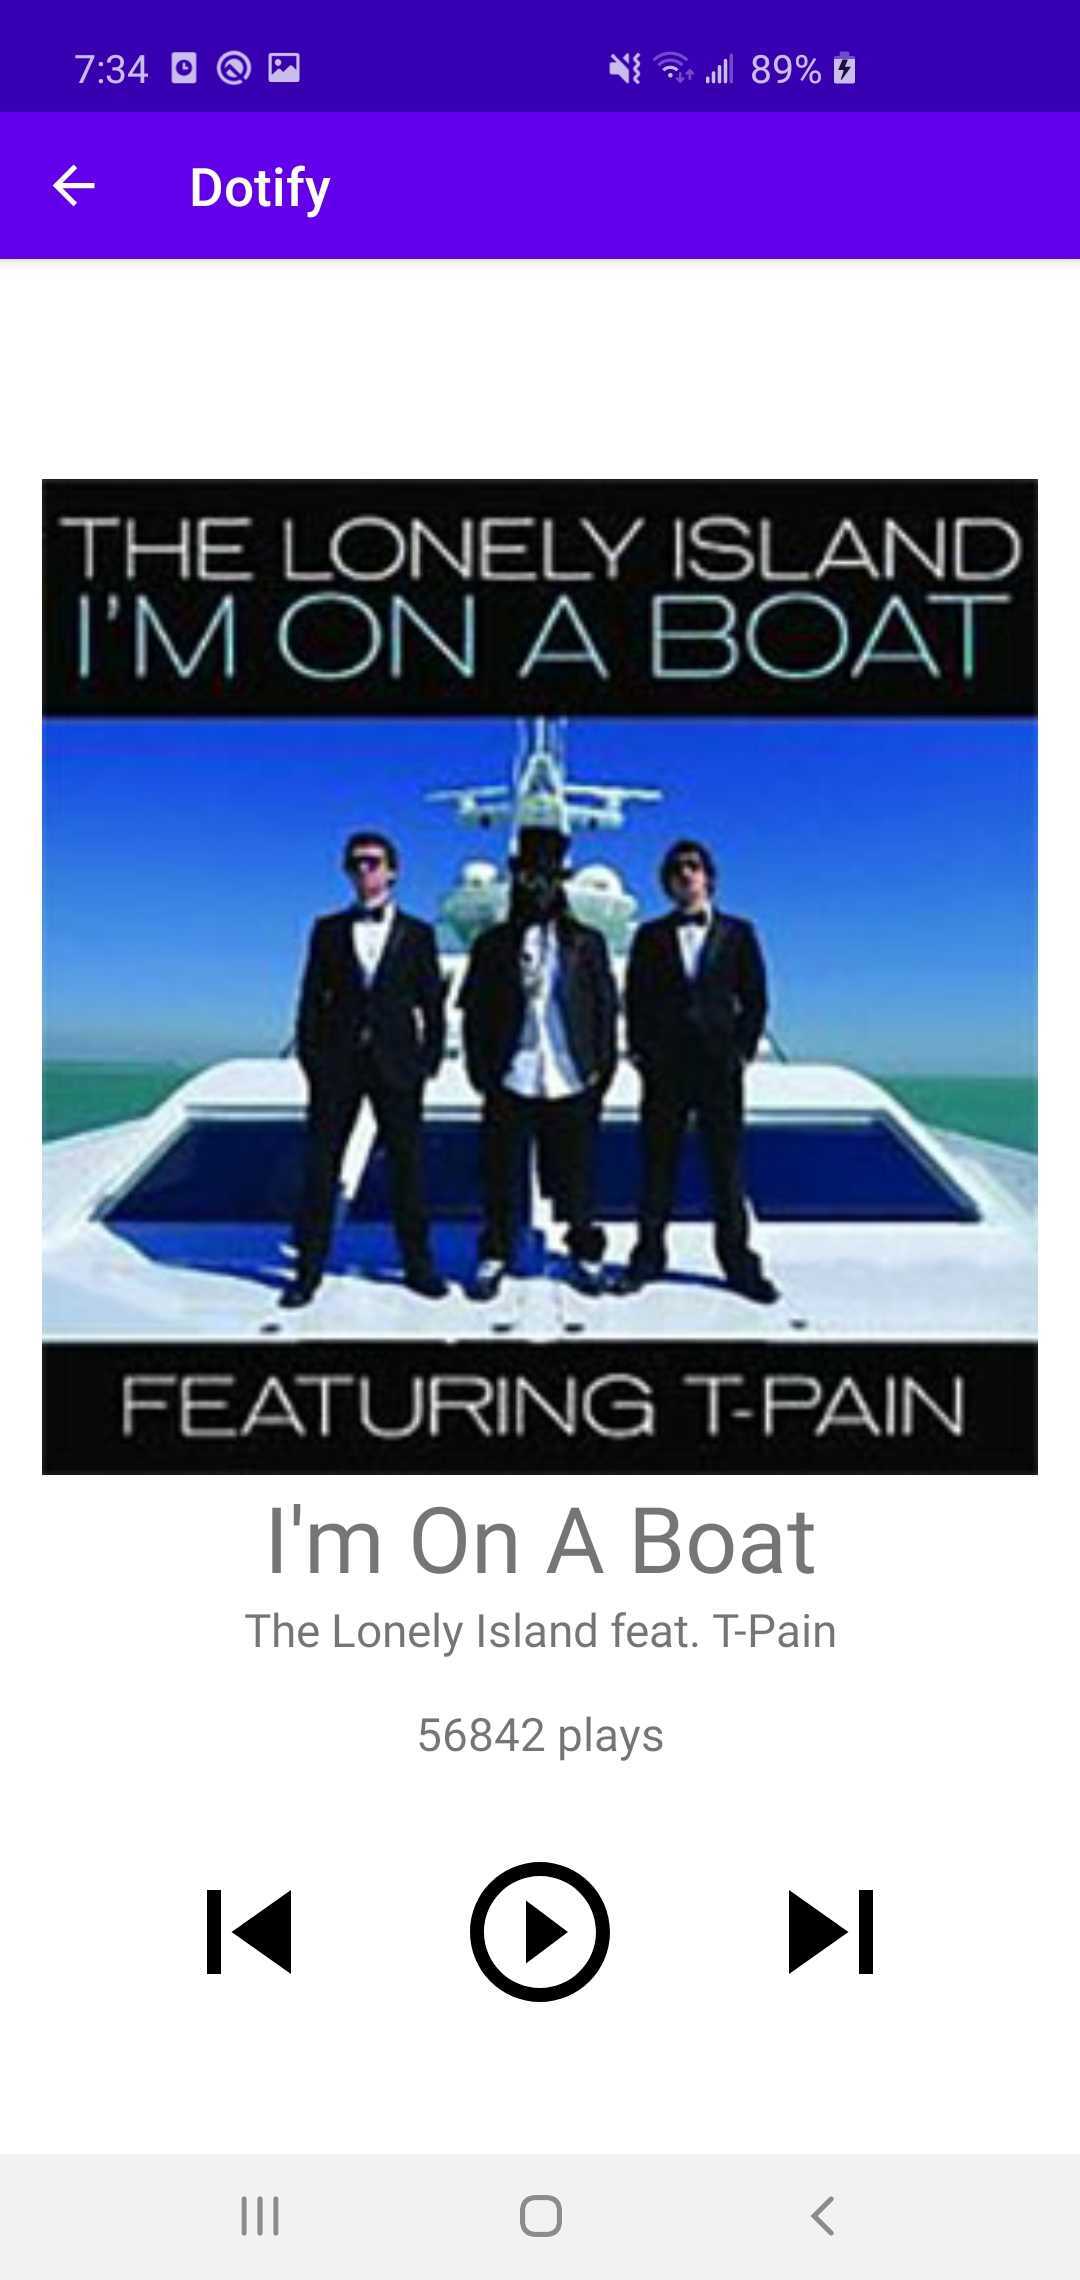 7:34 89%
Dotify
THE LONELY ISLAND
I'M ON A BOAT
FEATURING T-PAIN
I'm On A Boat
The Lonely Island feat. T-Pain
56842 plays